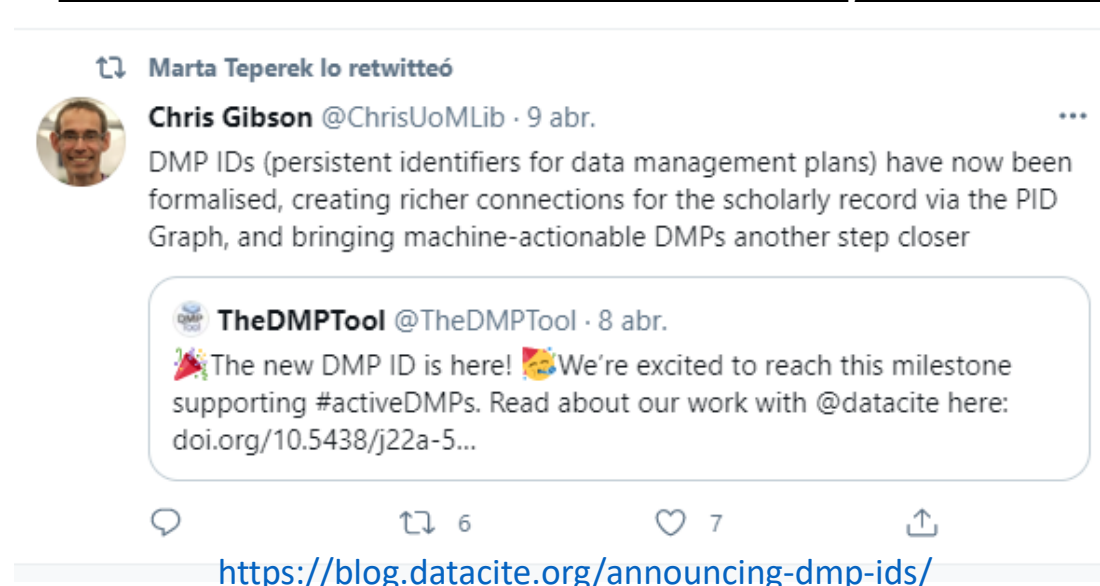 Marta Teperek lo retwitteó
Chris Gibson @ChrisUoMLib · 9 abr.
DMP IDs (persistent identifiers for data management plans) have now been
formalised, creating richer connections for the scholarly record via the PID
Graph, and bringing machine-actionable DMPs another step closer
TheDMPTool @TheDMPTool · 8 abr.
🎉The new DMP ID is here! 🥳We're excited to reach this milestone
supporting #activeDMPs. Read about our work with @datacite here:
doi.org/10.5438/j22a-5...
6 7
https://blog.datacite.org/announcing-dmp-ids/